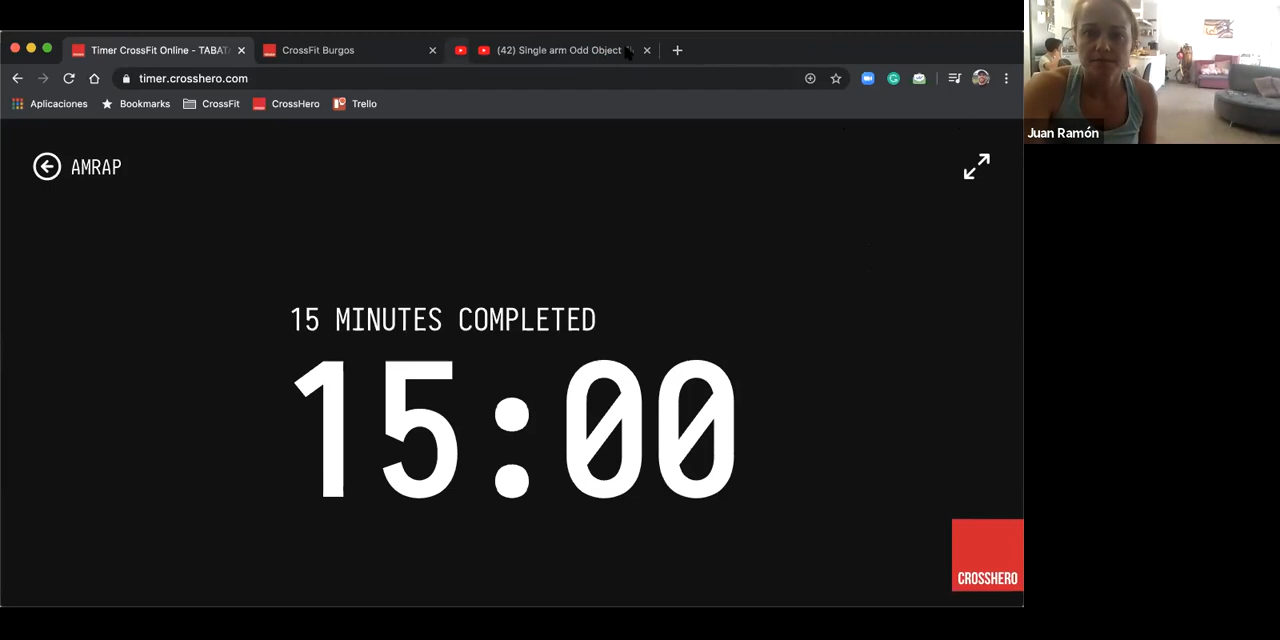 Timer CrossFit Online - TABAT
CrossFit Burgos
(42) Single arm Odd Object
timer.crosshero.com
Aplicaciones
Bookmarks
CrossFit
CrossHero
Trello
Juan Ramón
AMRAP
15 MINUTES COMPLETED
15:00
CROSSHERO